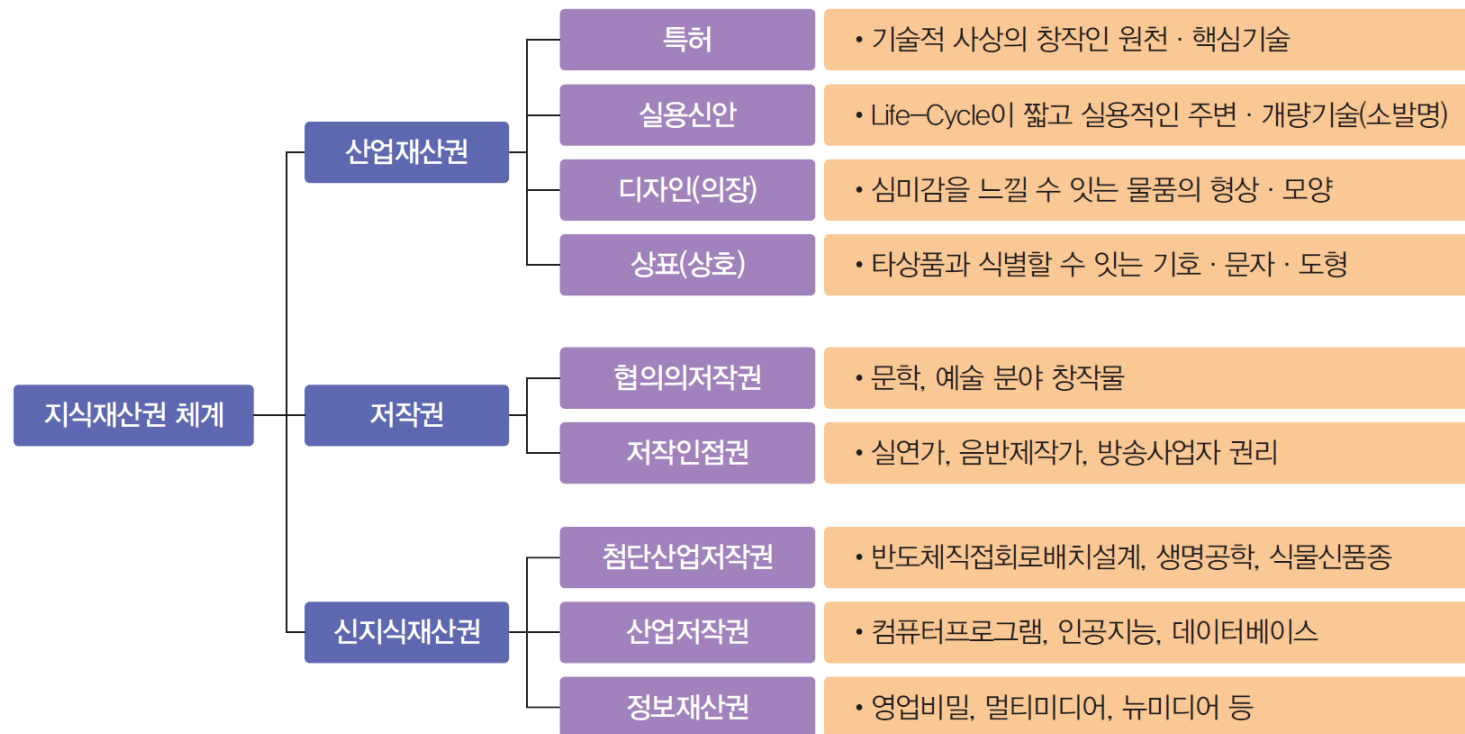 지식재산권 체계
산업재산권
특허
• 기술적 사상의 창작인 원천 · 핵심기술
실용신안
• Life-Cycle이 짧고 실용적인 주변 · 개량기술(소발명)
디자인(의장)
• 심미감을 느낄 수 잇는 물품의 형상 · 모양
상표(상호)
• 타상품과 식별할 수 잇는 기호 · 문자 · 도형
저작권
협의의저작권
• 문학, 예술 분야 창작물
저작인접권
• 실연가, 음반제작가, 방송사업자 권리
신지식재산권
첨단산업저작권
• 반도체직접회로배치설계, 생명공학, 식물신품종
산업저작권
• 컴퓨터프로그램, 인공지능, 데이터베이스
정보재산권
• 영업비밀, 멀티미디어, 뉴미디어 등